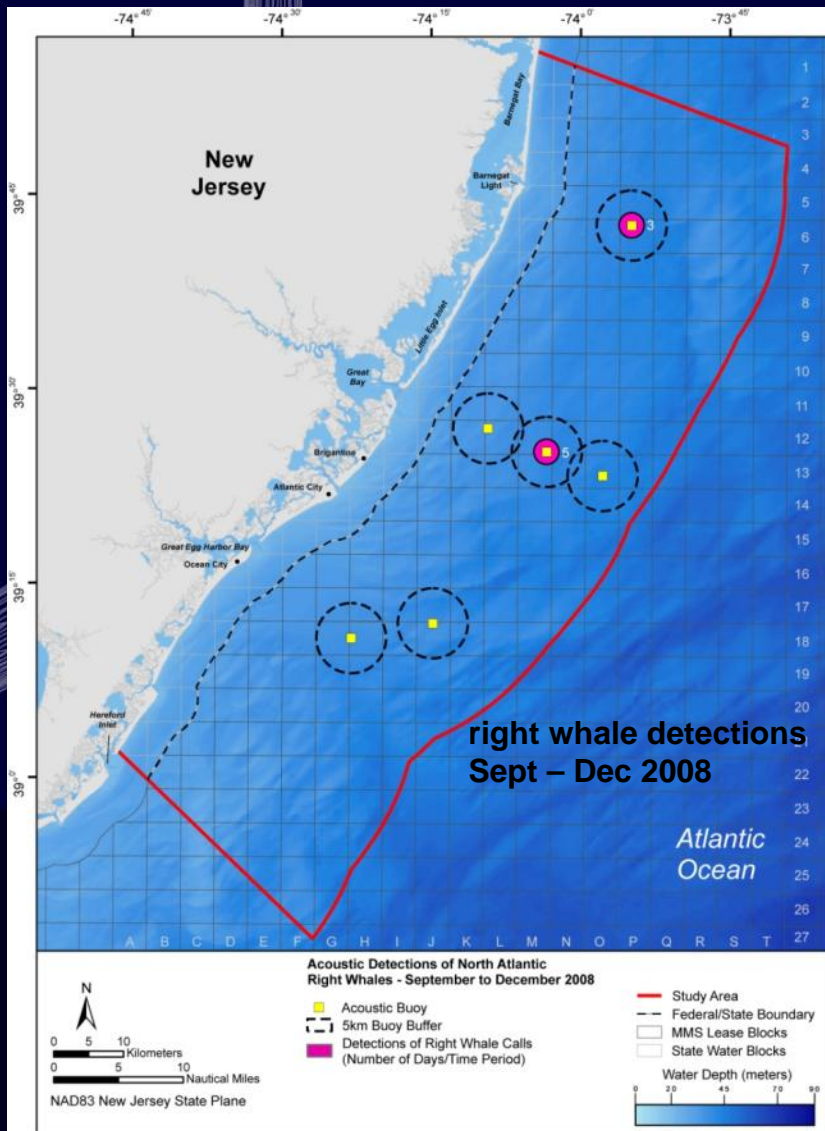 -74° 45'
-74° 30'
-74° 15'
-74° 0'
-73° 45'
39° 45'
39° 30'
39° 15'
39° 0'
New
Jersey
Barnegat Bay
Barnegat
Light
Little Egg Inlet
Great
Bay
Brigantine
Atlantic City
Great Egg Harbor Bay
Ocean City
Hereford
Inlet
3
5
1
2
3
4
5
6
7
8
9
10
11
12
13
14
15
16
17
18
19
20
21
22
23
24
25
26
27
right whale detections
Sept – Dec 2008
Atlantic
Ocean
A B C D E F G H I J K L M N O P Q R S T
N
0 5 10
Kilometers
0 5 10
Nautical Miles
NAD83 New Jersey State Plane
Acoustic Detections of North Atlantic
Right Whales - September to December 2008
Acoustic Buoy
5km Buoy Buffer
Detections of Right Whale Calls
(Number of Days/Time Period)
Study Area
Federal/State Boundary
MMS Lease Blocks
State Water Blocks
Water Depth (meters)
0 20 45 70 90